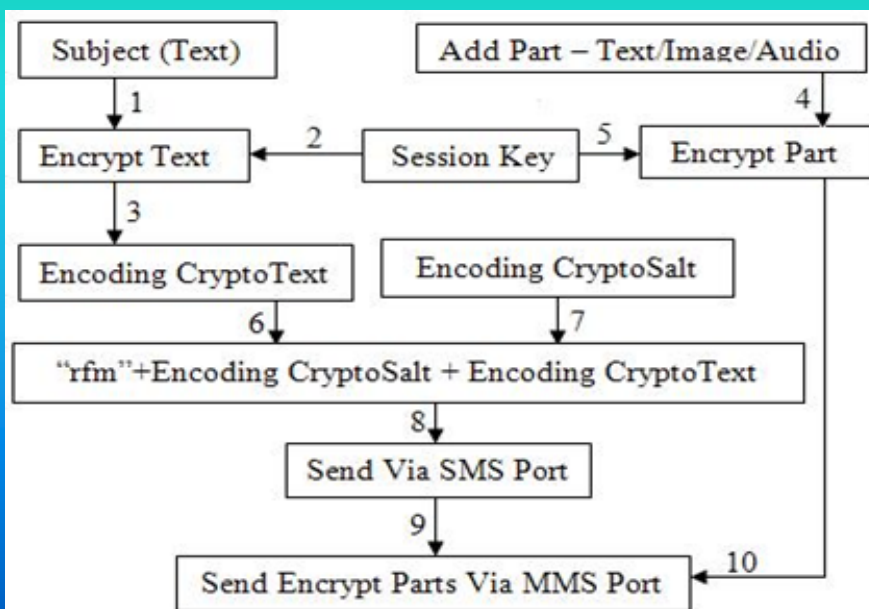 Subject (Text)
Add Part – Text/Image/Audio
1
4
Encrypt Text
2
Session Key
5
Encrypt Part
3
Encoding CryptoText
Encoding CryptoSalt
6
7
“rfm”+Encoding CryptoSalt + Encoding CryptoText
8
Send Via SMS Port
9
10
Send Encrypt Parts Via MMS Port